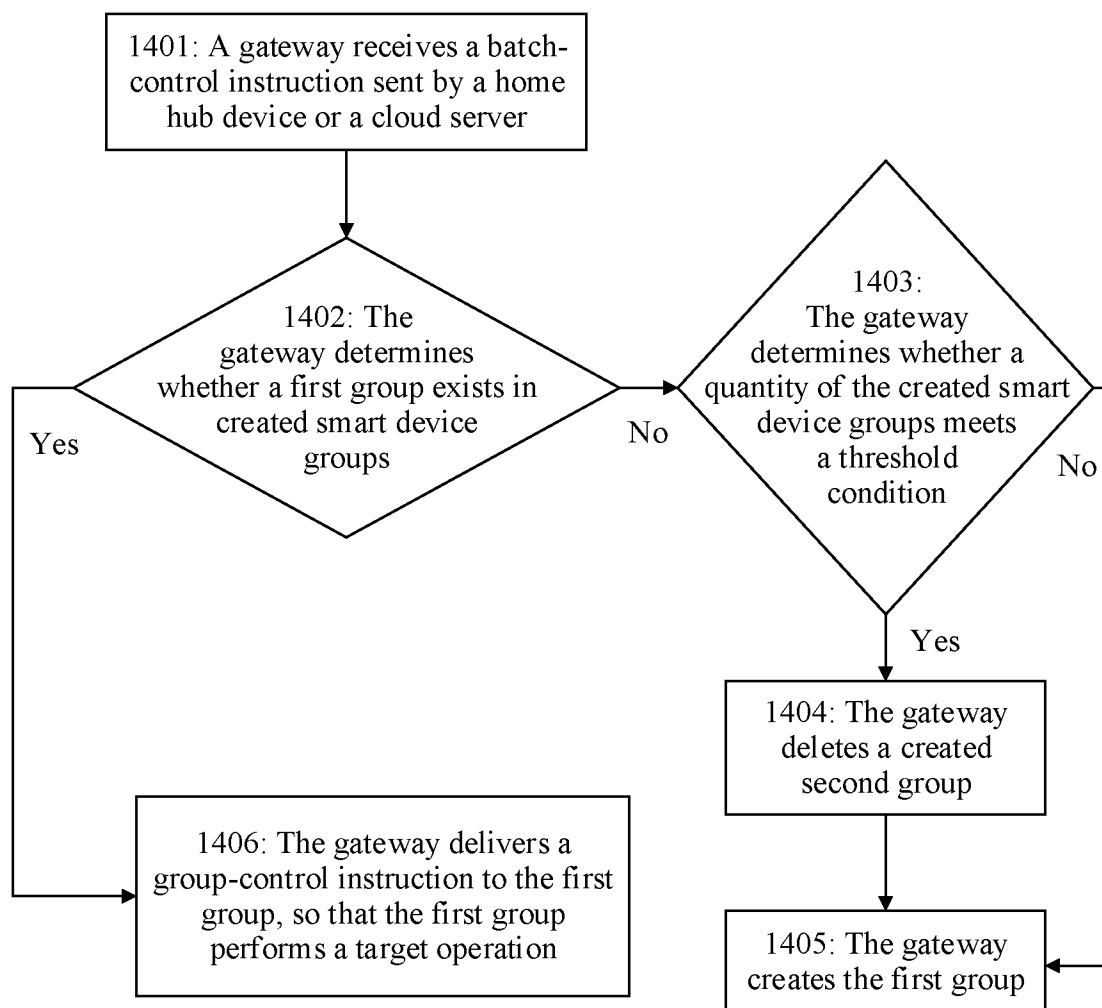 1401: A gateway receives a batch-
control instruction sent by a home
hub device or a cloud server
1402: The
gateway determines
whether a first group exists in
created smart device
groups
Yes
No
1403:
The gateway
determines whether a
quantity of the created smart
device groups meets
a threshold
condition
No
Yes
1404: The gateway
deletes a created
second group
1406: The gateway delivers a
group-control instruction to the first
group, so that the first group
performs a target operation
1405: The gateway
creates the first group